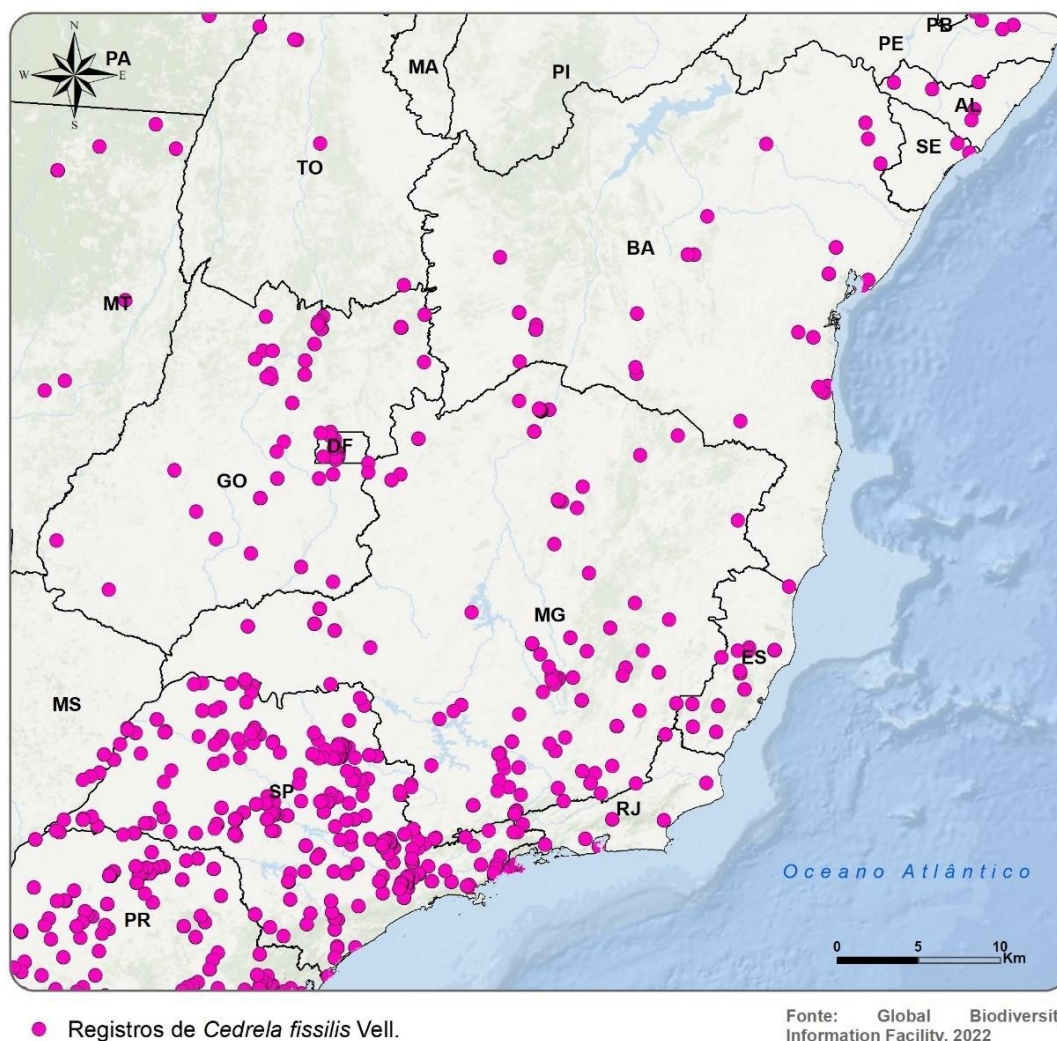 N
W E
S
PA
MA
PI
PE
PB
AL
SE
TO
BA
MT
DF
GO
MG
ES
MS
SP
RJ
PR
Oceano Atlântico
0 5 10
Km
Registros de Cedrela fissilis Vell.
Fonte: Global Biodiversit
Information Facility, 2022